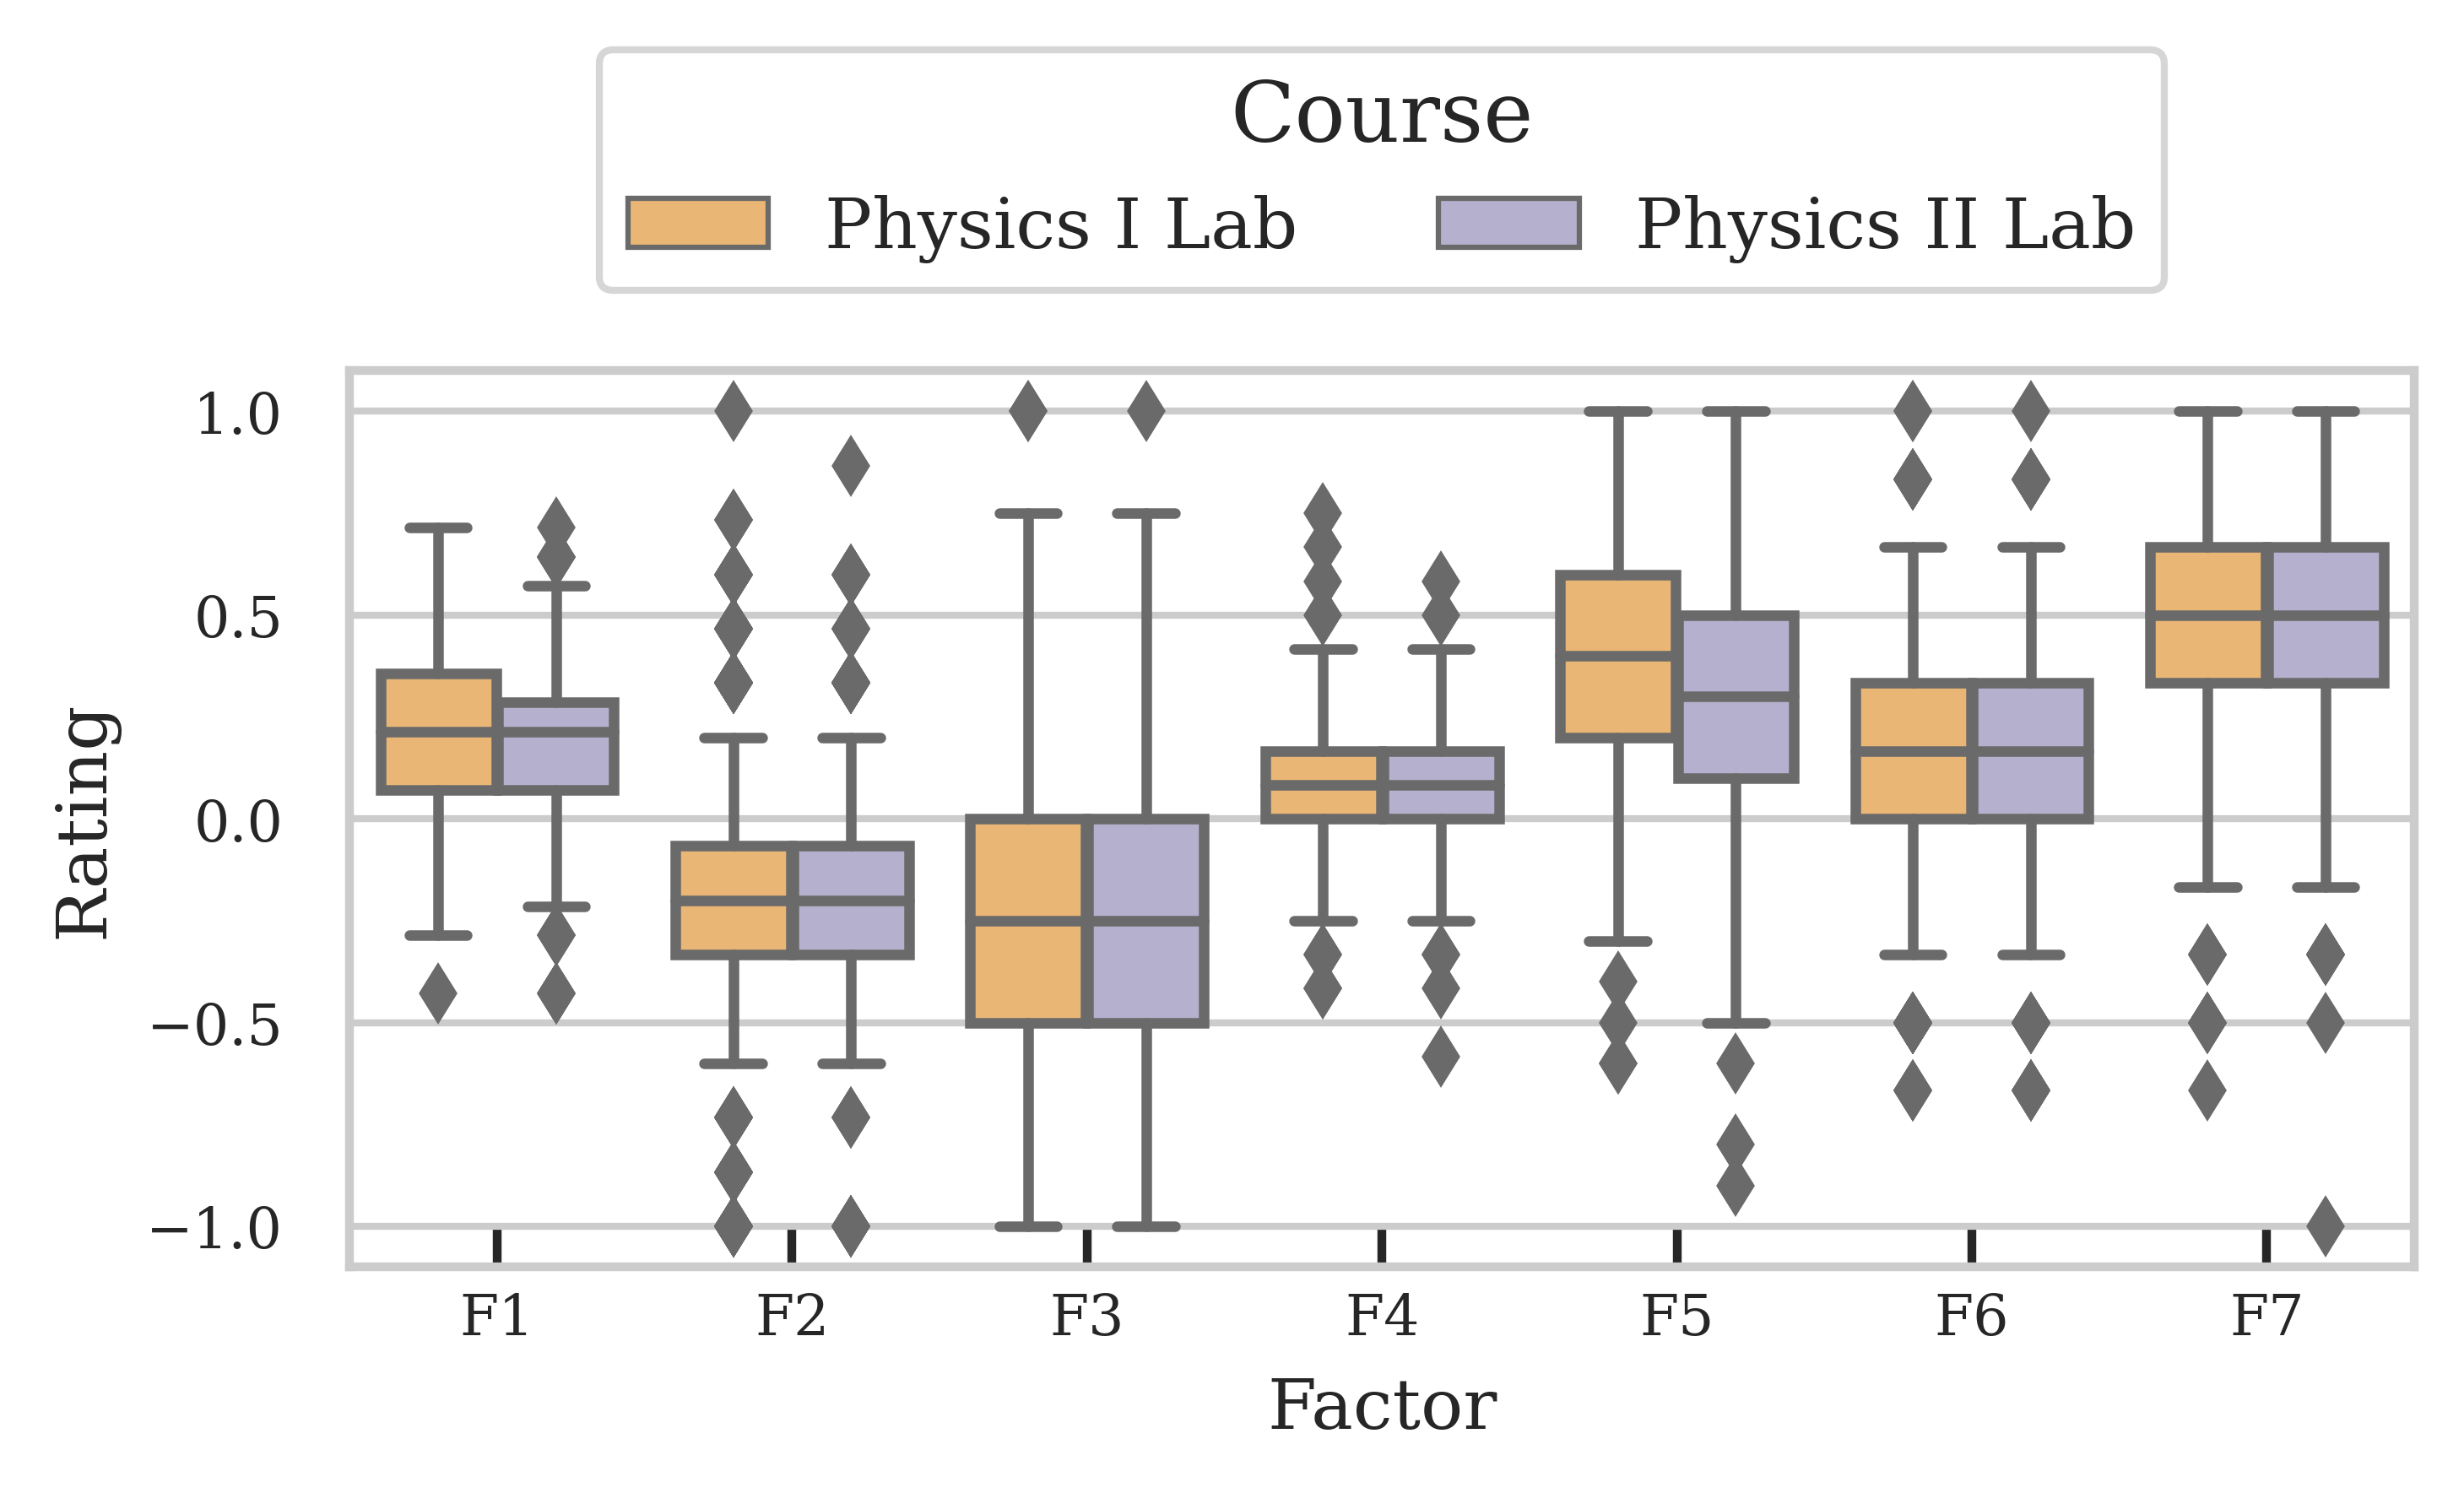 Course
Physics I Lab Physics II Lab
1.0
0.5
0.0
−0.5
−1.0
Rating
F1 F2 F3 F4 F5 F6 F7
Factor